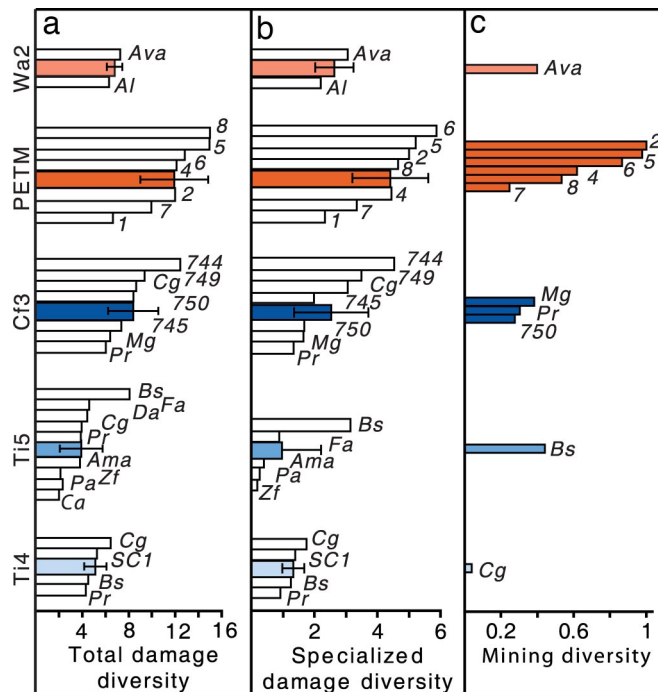 a
b
c
Wa2
Ava
Al
Ava
Al
Ava
PETM
8
5
6
4
2
7
1
6
5
2
8
4
7
1
2
5
6
4
8
7
Cf3
744
749
Cg
750
745
Mg
Pr
744
749
Cg
745
750
Mg
Pr
Mg
Pr
750
Ti5
Bs
Fa
Da
Cg
Pr
Ama
Zf
Pa
Ca
Bs
Fa
Ama
Pa
Zf
Bs
Ti4
Cg
SC1
Bs
Pr
Cg
SC1
Bs
Pr
Cg
4 8 12 16
2 4 6
0.2 0.6 1
Total damage
diversity
Specialized
damage diversity
Mining diversity